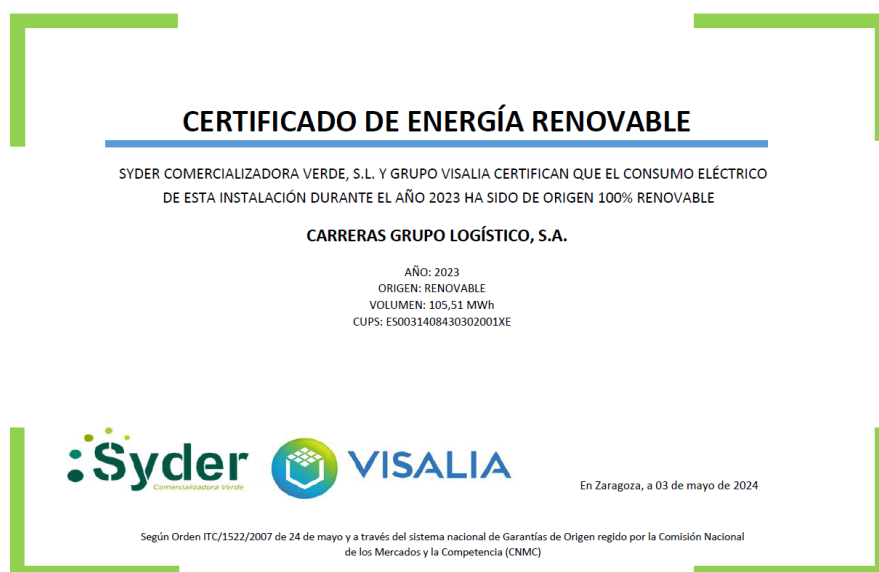 CERTIFICADO DE ENERGÍA RENOVABLE
SYDER COMERCIALIZADORA VERDE, S.L. Y GRUPO VISALIA CERTIFICAN QUE EL CONSUMO ELÉCTRICO
DE ESTA INSTALACIÓN DURANTE EL AÑO 2023 HA SIDO DE ORIGEN 100% RENOVABLE
CARRERAS GRUPO LOGÍSTICO, S.A.
AÑO: 2023
ORIGEN: RENOVABLE
VOLUMEN: 105,51 MWh
CUPS: ES0031408430302001XE
Syder
Comercializadora Verde
VISALIA
En Zaragoza, a 03 de mayo de 2024
Según Orden ITC/1522/2007 de 24 de mayo y a través del sistema nacional de Garantías de Origen regido por la Comisión Nacional
de los Mercados y la Competencia (CNMC)